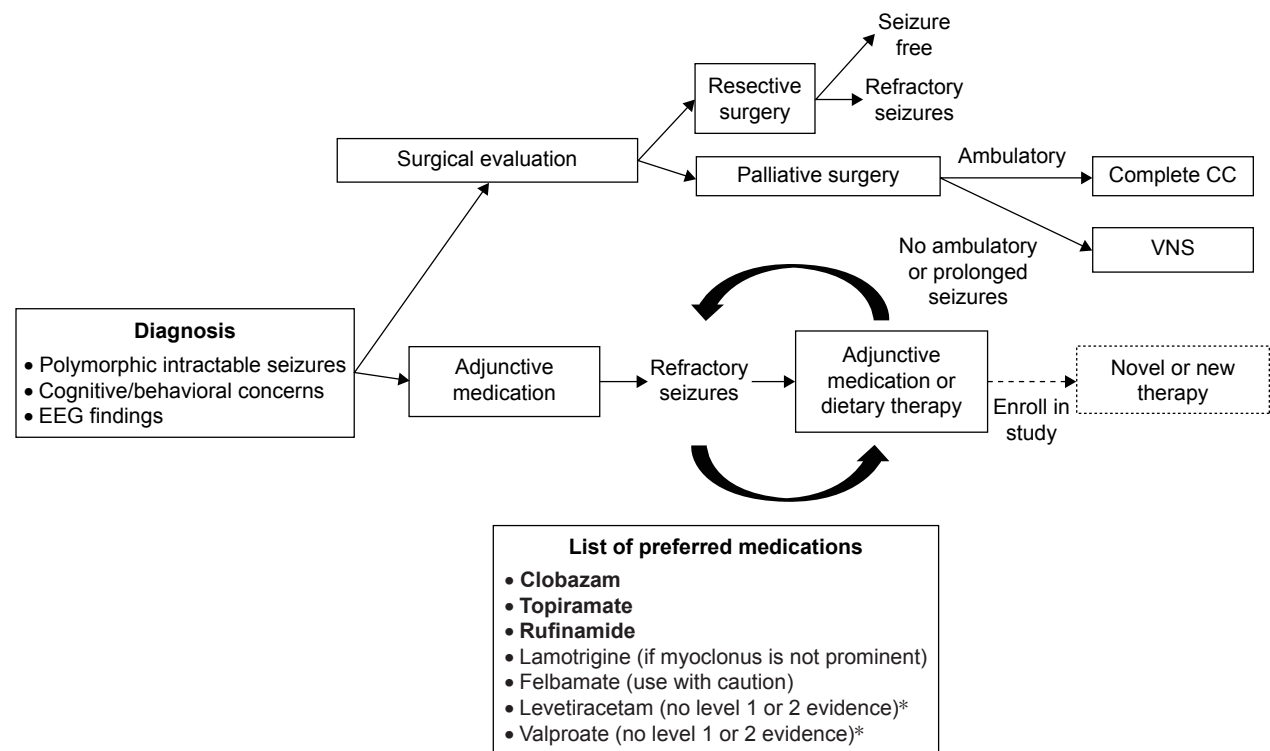 Seizure
free
Resective
surgery
Refractory
seizures
Surgical evaluation
Palliative surgery
Ambulatory
Complete CC
No ambulatory
or prolonged
seizures
VNS
Diagnosis
• Polymorphic intractable seizures
• Cognitive/behavioral concerns
• EEG findings
Adjunctive
medication
Refractory
seizures
Adjunctive
medication or
dietary therapy
Enroll in
study
Novel or new
therapy
List of preferred medications
• Clobazam
• Topiramate
• Rufinamide
• Lamotrigine (if myoclonus is not prominent)
• Felbamate (use with caution)
• Levetiracetam (no level 1 or 2 evidence)*
• Valproate (no level 1 or 2 evidence)*